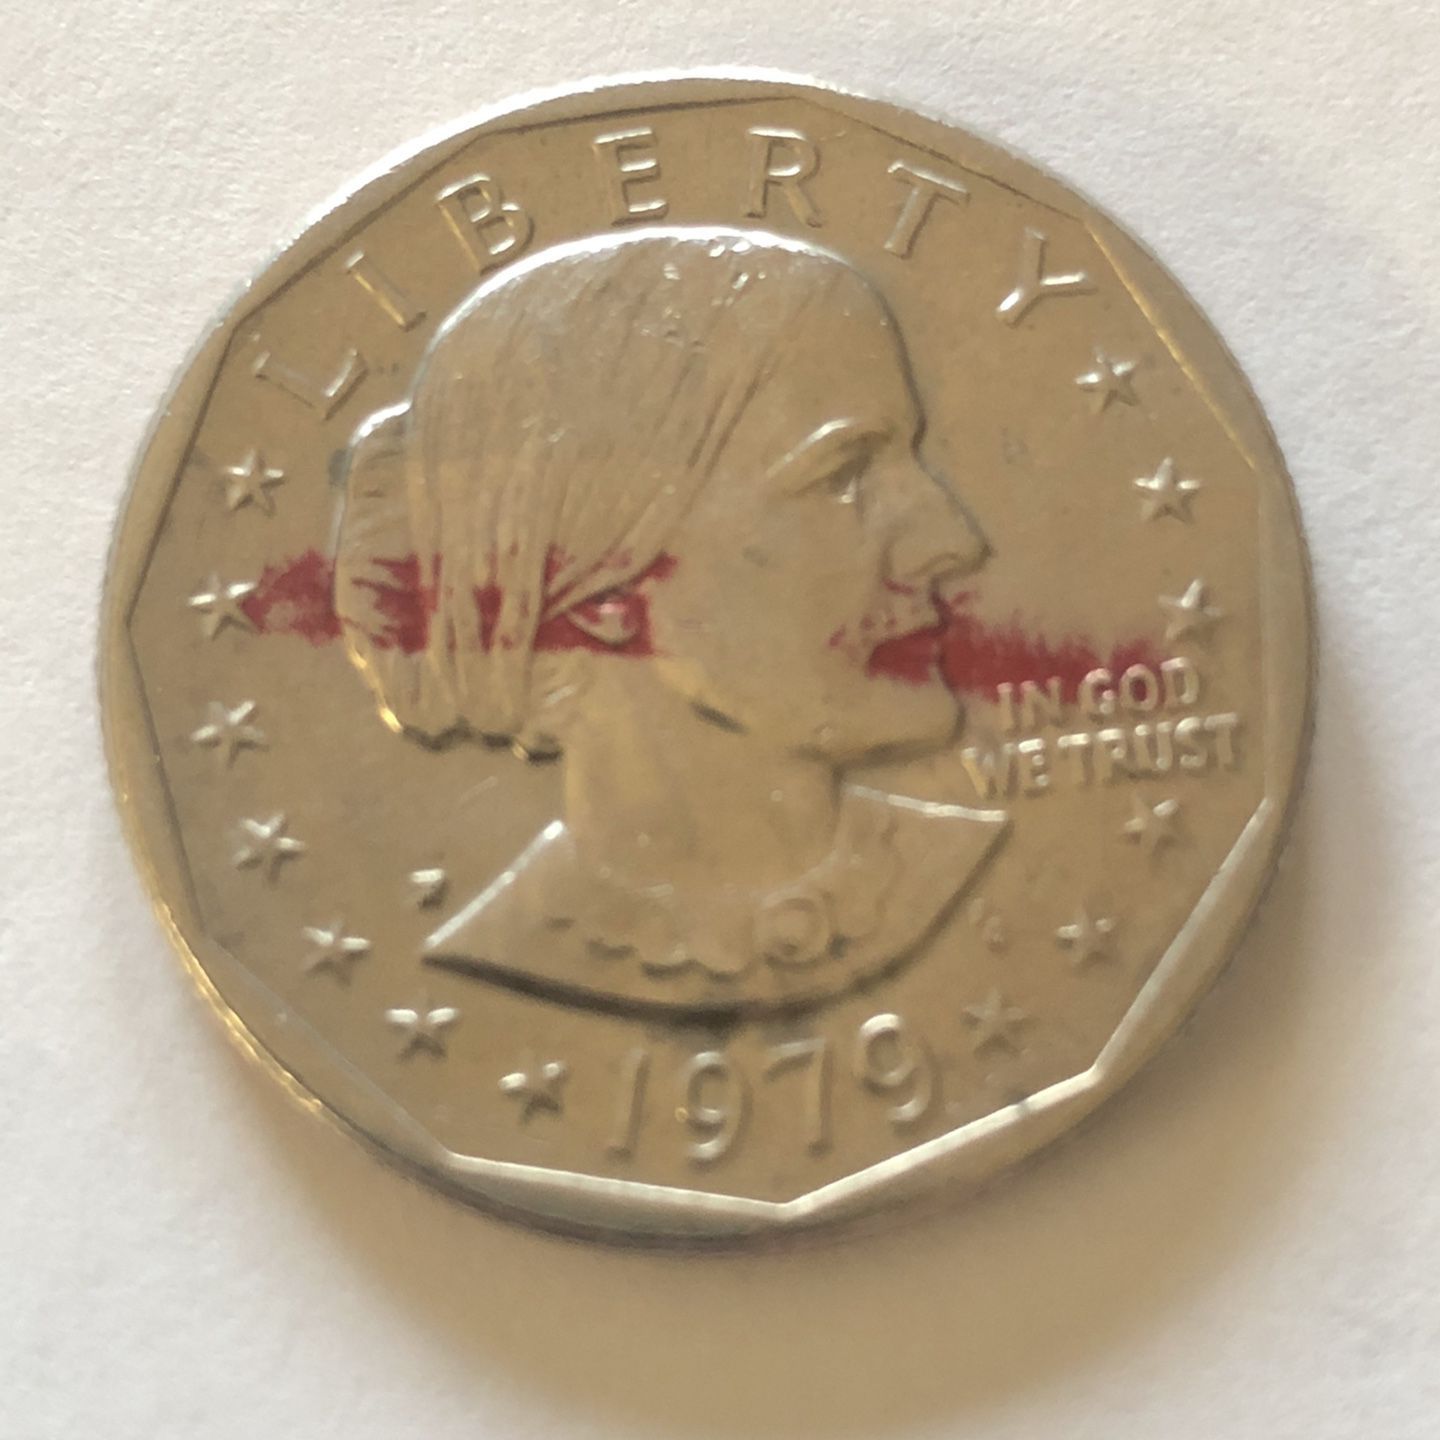 LIBERTY
IN GOD
WE TRUST
P
1979